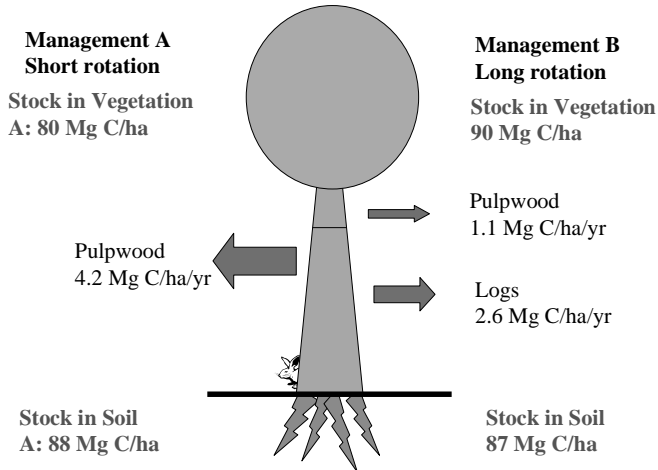 Management A
Short rotation
Stock in Vegetation
A: 80 Mg C/ha
Management B
Long rotation
Stock in Vegetation
90 Mg C/ha
Pulpwood
1.1 Mg C/ha/yr
Pulpwood
4.2 Mg C/ha/yr
Logs
2.6 Mg C/ha/yr
Stock in Soil
A: 88 Mg C/ha
Stock in Soil
87 Mg C/ha